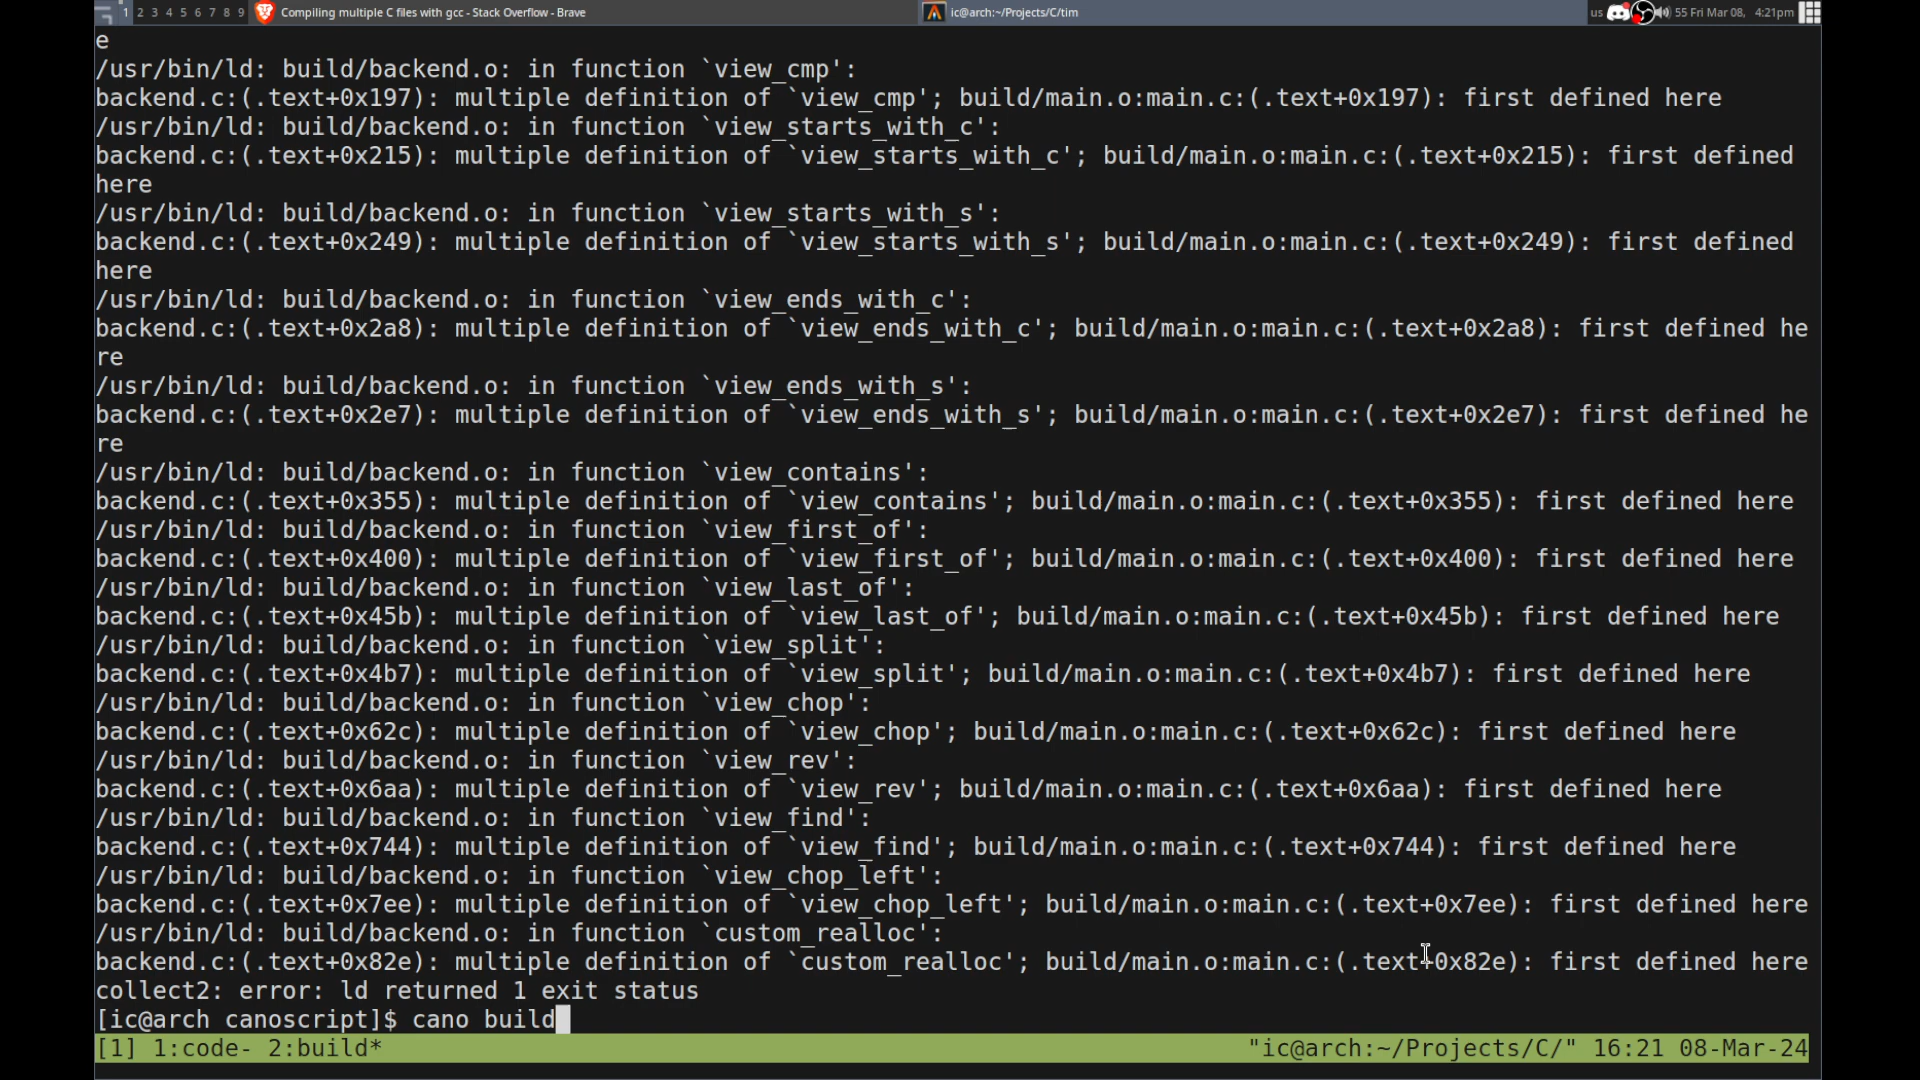 1 2 3 4 5 6 7 8 9 Compiling multiple C files with gcc - Stack Overflow - Brave ic@arch:~/Projects/C/tim us 55 Fri Mar 08, 4:21pm
e
/usr/bin/ld: build/backend.o: in function `view_cmp':
backend.c:(.text+0x197): multiple definition of `view_cmp'; build/main.o:main.c:(.text+0x197): first defined here
/usr/bin/ld: build/backend.o: in function `view_starts_with_c':
backend.c:(.text+0x215): multiple definition of `view_starts_with_c'; build/main.o:main.c:(.text+0x215): first defined
here
/usr/bin/ld: build/backend.o: in function `view_starts_with_s':
backend.c:(.text+0x249): multiple definition of `view_starts_with_s'; build/main.o:main.c:(.text+0x249): first defined
here
/usr/bin/ld: build/backend.o: in function `view_ends_with_c':
backend.c:(.text+0x2a8): multiple definition of `view_ends_with_c'; build/main.o:main.c:(.text+0x2a8): first defined he
re
/usr/bin/ld: build/backend.o: in function `view_ends_with_s':
backend.c:(.text+0x2e7): multiple definition of `view_ends_with_s'; build/main.o:main.c:(.text+0x2e7): first defined he
re
/usr/bin/ld: build/backend.o: in function `view_contains':
backend.c:(.text+0x355): multiple definition of `view_contains'; build/main.o:main.c:(.text+0x355): first defined here
/usr/bin/ld: build/backend.o: in function `view_first_of':
backend.c:(.text+0x400): multiple definition of `view_first_of'; build/main.o:main.c:(.text+0x400): first defined here
/usr/bin/ld: build/backend.o: in function `view_last_of':
backend.c:(.text+0x45b): multiple definition of `view_last_of'; build/main.o:main.c:(.text+0x45b): first defined here
/usr/bin/ld: build/backend.o: in function `view_split':
backend.c:(.text+0x4b7): multiple definition of `view_split'; build/main.o:main.c:(.text+0x4b7): first defined here
/usr/bin/ld: build/backend.o: in function `view_chop':
backend.c:(.text+0x62c): multiple definition of `view_chop'; build/main.o:main.c:(.text+0x62c): first defined here
/usr/bin/ld: build/backend.o: in function `view_rev':
backend.c:(.text+0x6aa): multiple definition of `view_rev'; build/main.o:main.c:(.text+0x6aa): first defined here
/usr/bin/ld: build/backend.o: in function `view_find':
backend.c:(.text+0x744): multiple definition of `view_find'; build/main.o:main.c:(.text+0x744): first defined here
/usr/bin/ld: build/backend.o: in function `view_chop_left':
backend.c:(.text+0x7ee): multiple definition of `view_chop_left'; build/main.o:main.c:(.text+0x7ee): first defined here
/usr/bin/ld: build/backend.o: in function `custom_realloc':
backend.c:(.text+0x82e): multiple definition of `custom_realloc'; build/main.o:main.c:(.text+0x82e): first defined here
collect2: error: ld returned 1 exit status
[ic@arch canoscript]$ cano build
[1] 1:code- 2:build* "ic@arch:~/Projects/C/" 16:21 08-Mar-24